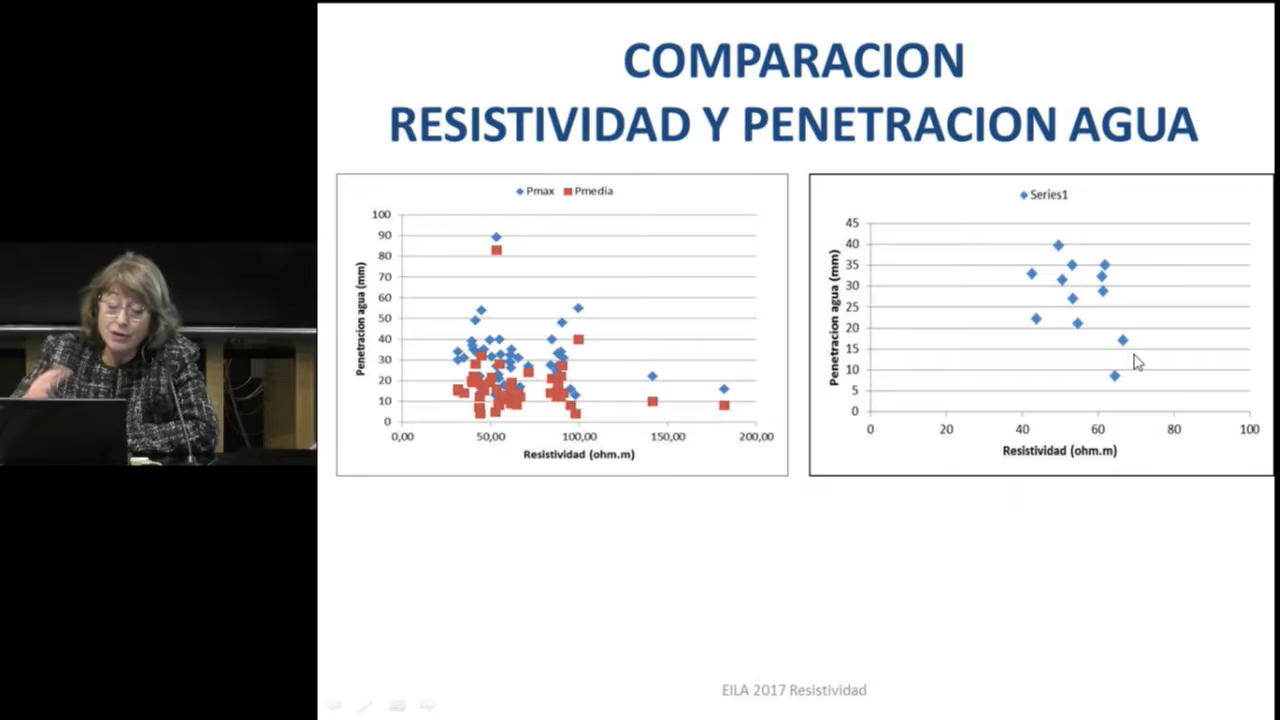 COMPARACION
RESISTIVIDAD Y PENETRACION AGUA
Pmax Pmedia
Penetracion agua (mm)
100
90
80
70
60
50
40
30
20
10
0
0,00 50,00 100,00 150,00 200,00
Resistividad (ohm.m)
Series1
Penetracion agua (mm)
45
40
35
30
25
20
15
10
5
0
0 20 40 60 80 100
Resistividad (ohm.m)
EILA 2017 Resistividad